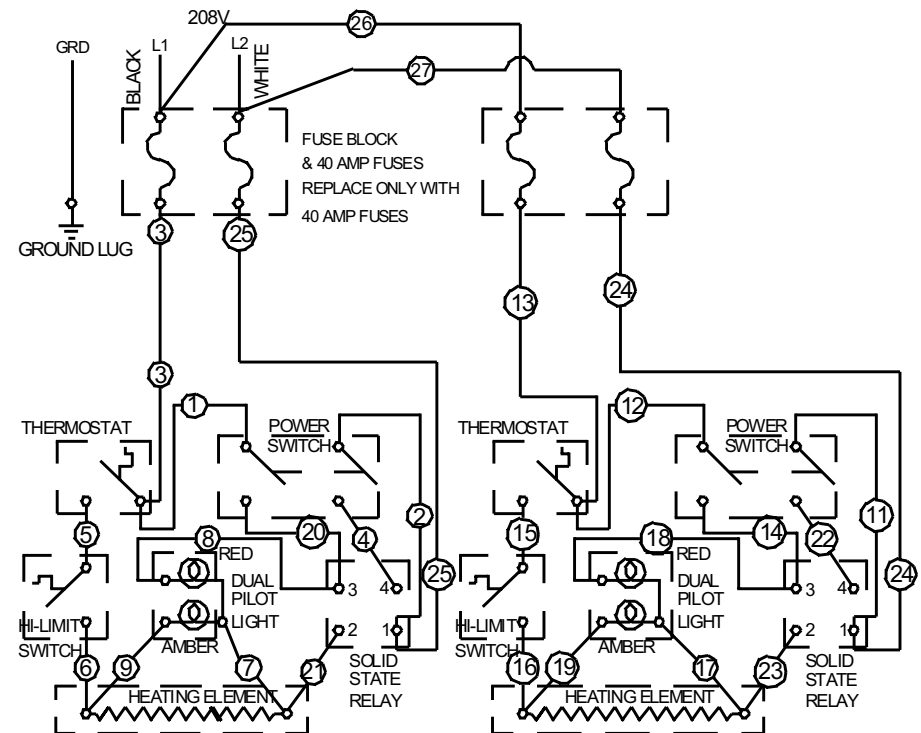 208V
26
GRD
BLACK
L1
L2
WHITE
27
FUSE BLOCK
& 40 AMP FUSES
REPLACE ONLY WITH
40 AMP FUSES
3
25
GROUND LUG
13
24
3
1
12
THERMOSTAT
POWER
SWITCH
THERMOSTAT
POWER
SWITCH
5
8
20
4
2
15
18
14
22
11
RED
3
4
25
RED
3
4
24
DUAL
PILOT
LIGHT
DUAL
PILOT
LIGHT
HI-LIMIT
SWITCH
AMBER
2
1
HI-LIMIT
SWITCH
AMBER
2
1
6
9
7
21
SOLID
STATE
RELAY
16
19
17
23
SOLID
STATE
RELAY
HEATING ELEMENT
HEATING ELEMENT